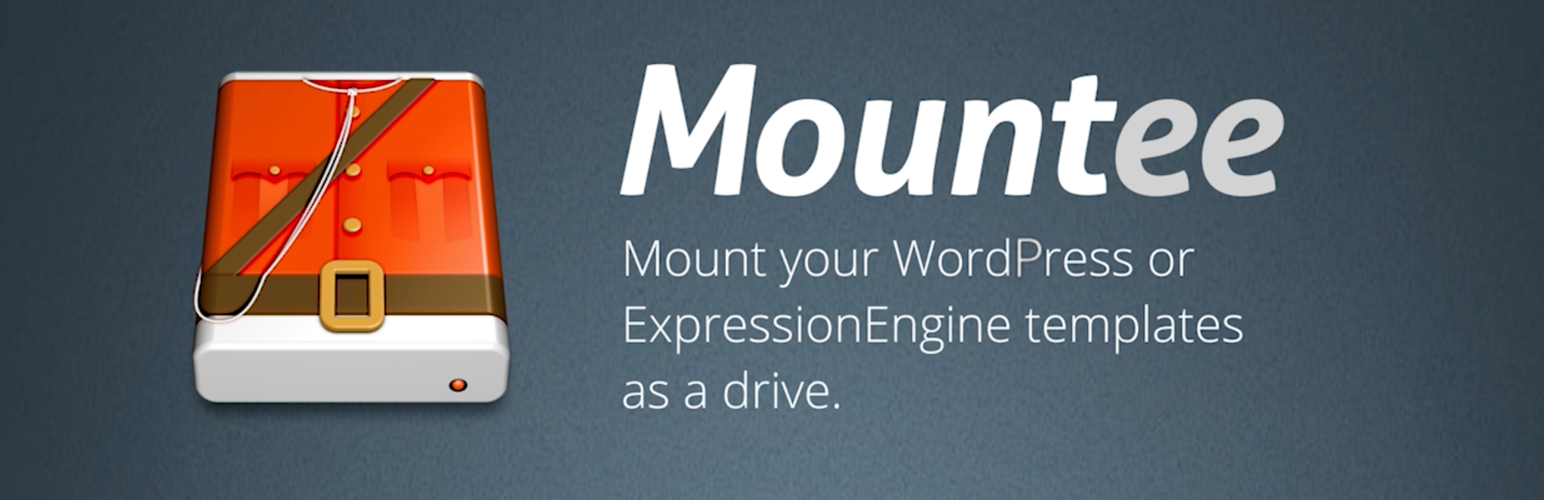 Mountee
Mount your WordPress or
ExpressionEngine templates
as a drive.